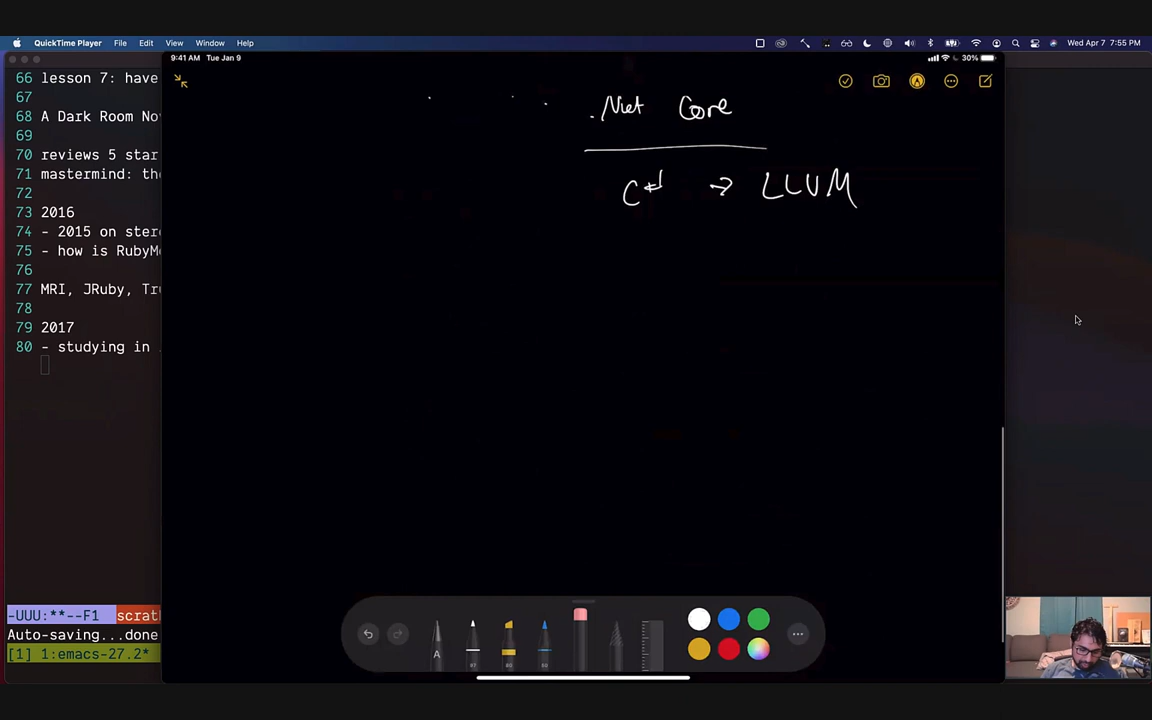 QuickTime Player File Edit View Window Help Wed Apr 7 7:55 PM
9:41 AM Tue Jan 9 30%
66 lesson 7: have
67
68 A Dark Room No
69
70 reviews 5 star
71 mastermind: th
72
73 2016
74 - 2015 on ster
75 - how is RubyM
76
77 MRI, JRuby, Tr
78
79 2017
80 - studying in
.Net Core
C# → LLVM
A 97 80 50
-UUU:**--F1 scrat
Auto-saving...done
[1] 1:emacs-27.2*